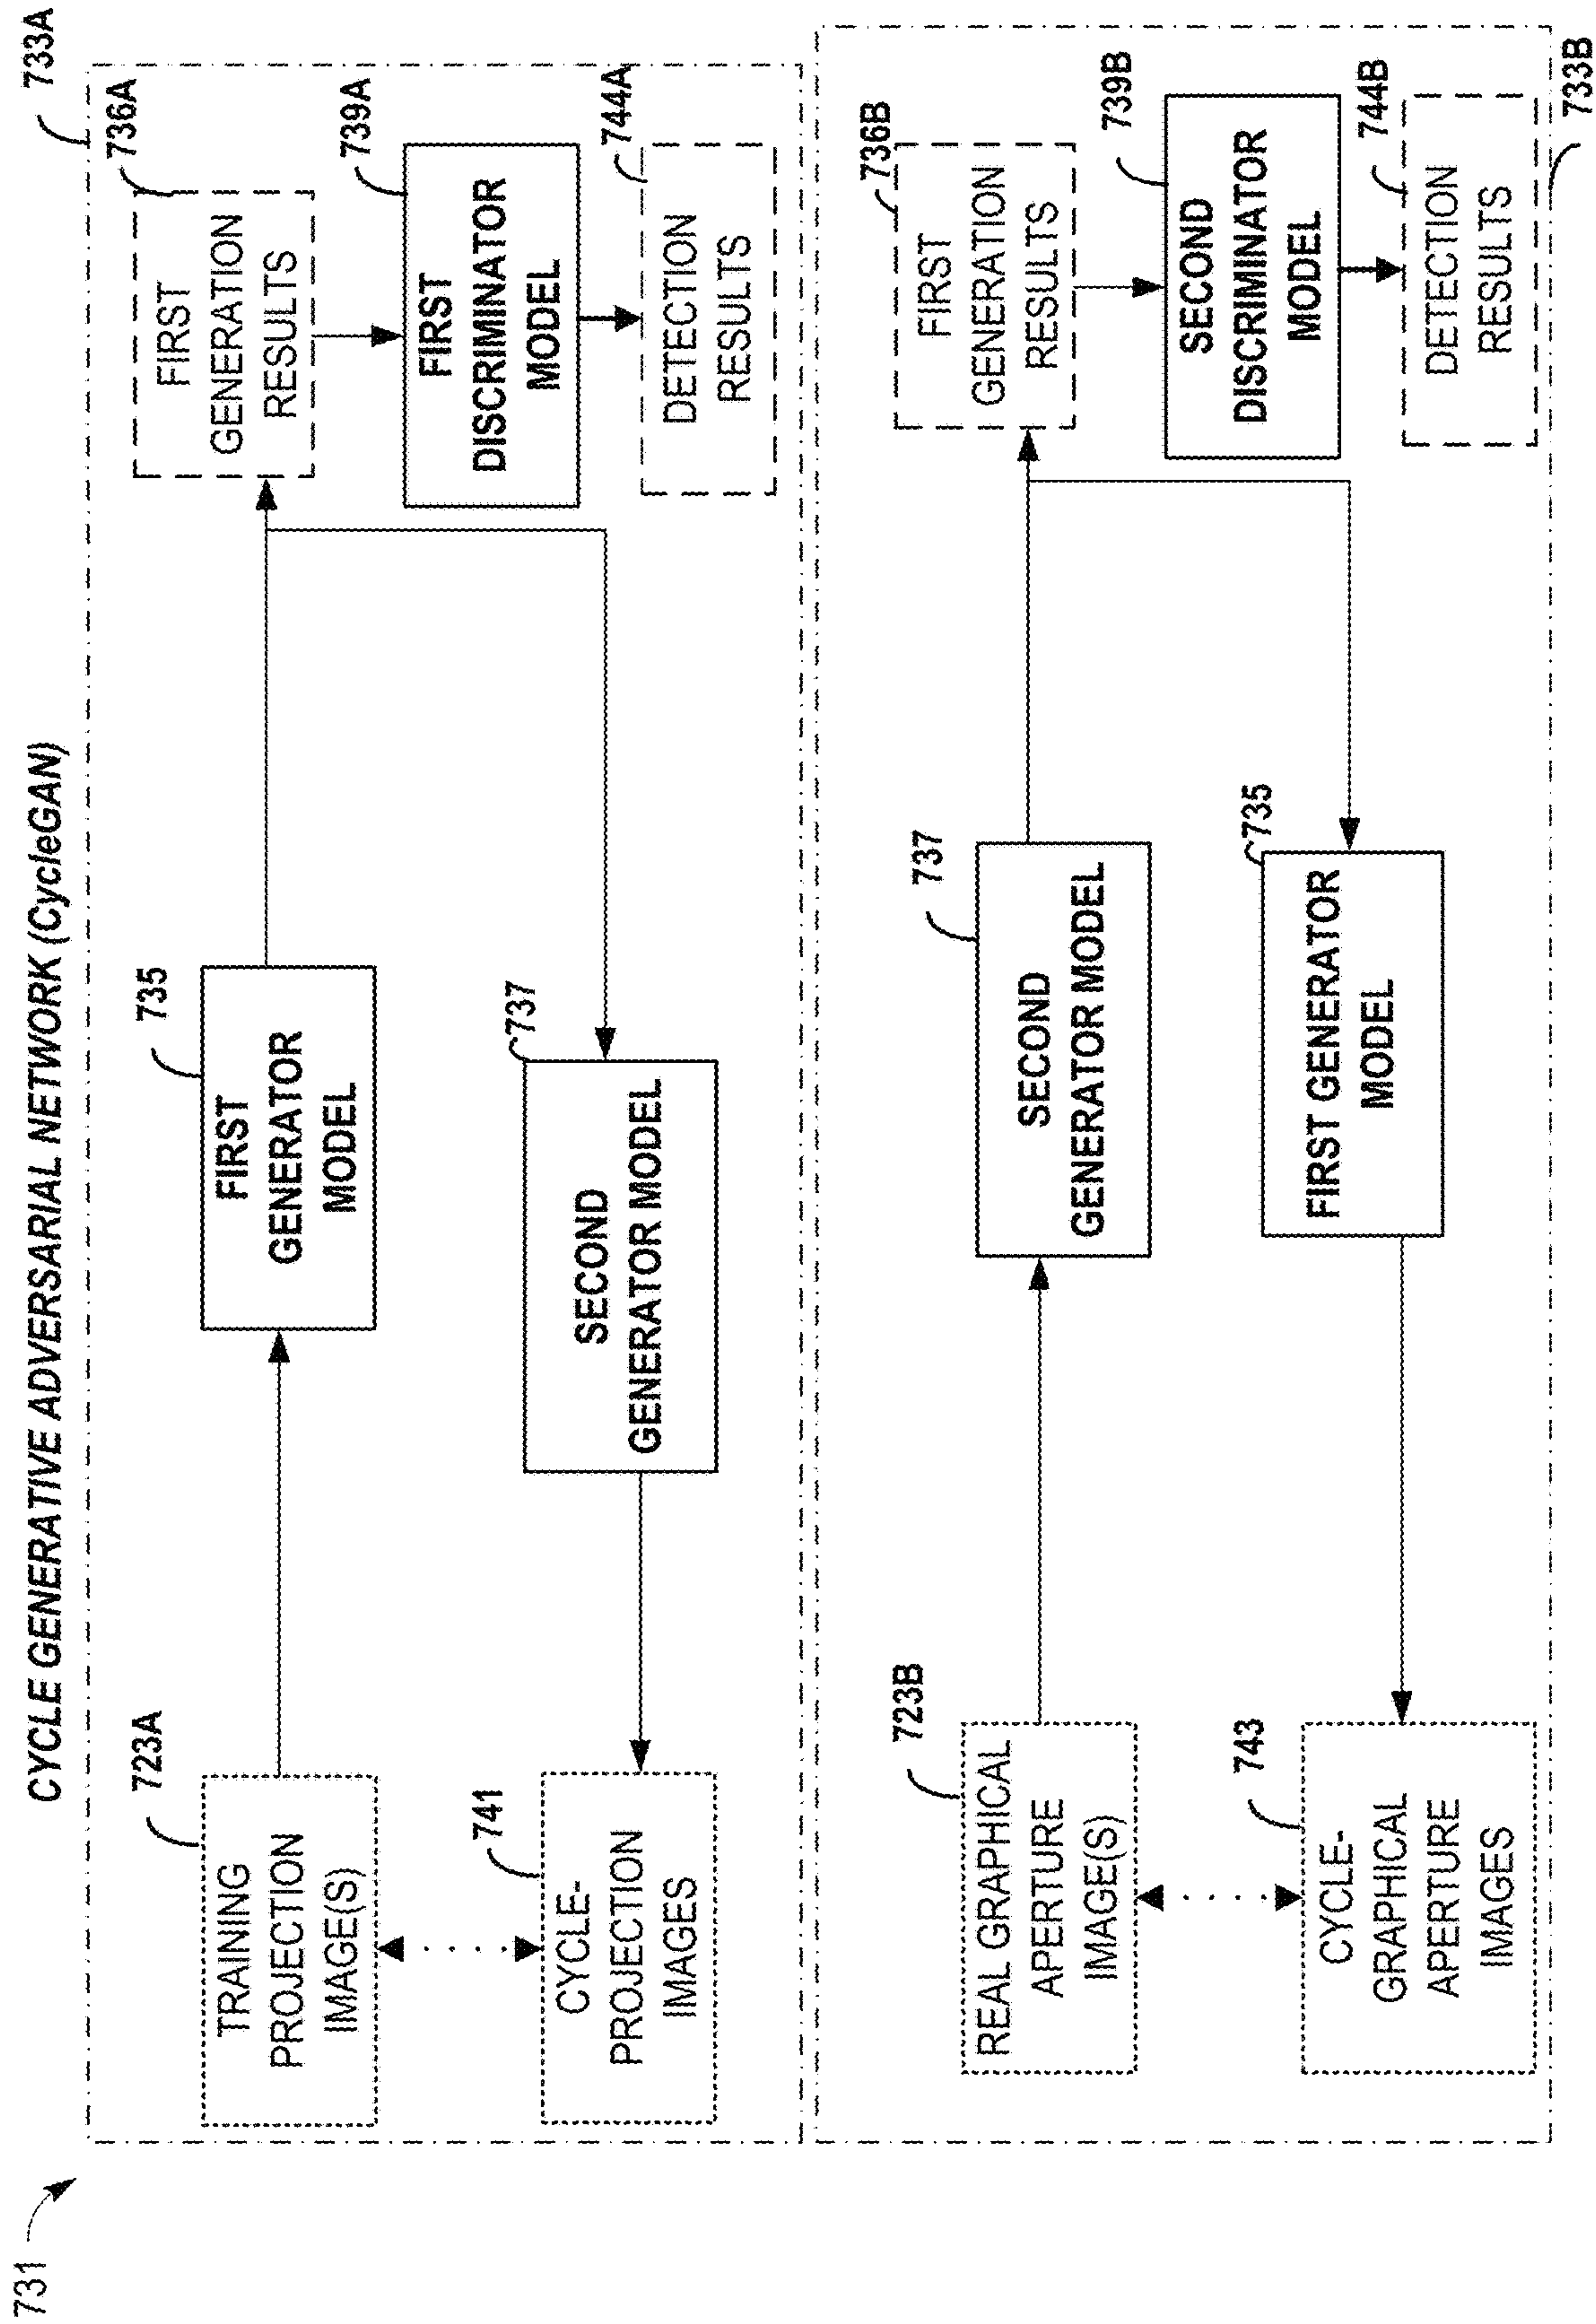 731
CYCLE GENERATIVE ADVERSARIAL NETWORK (CycleGAN)
733A
723A
TRAINING
PROJECTION
IMAGE(S)
735
FIRST
GENERATOR
MODEL
736A
FIRST
GENERATION
RESULTS
739A
FIRST
DISCRIMINATOR
MODEL
744A
DETECTION
RESULTS
741
CYCLE-
PROJECTION
IMAGES
737
SECOND
GENERATOR MODEL
723B
REAL GRAPHICAL
APERTURE
IMAGE(S)
737
SECOND
GENERATOR MODEL
736B
FIRST
GENERATION
RESULTS
739B
SECOND
DISCRIMINATOR
MODEL
744B
DETECTION
RESULTS
743
CYCLE-
GRAPHICAL
APERTURE
IMAGES
735
FIRST GENERATOR
MODEL
733B